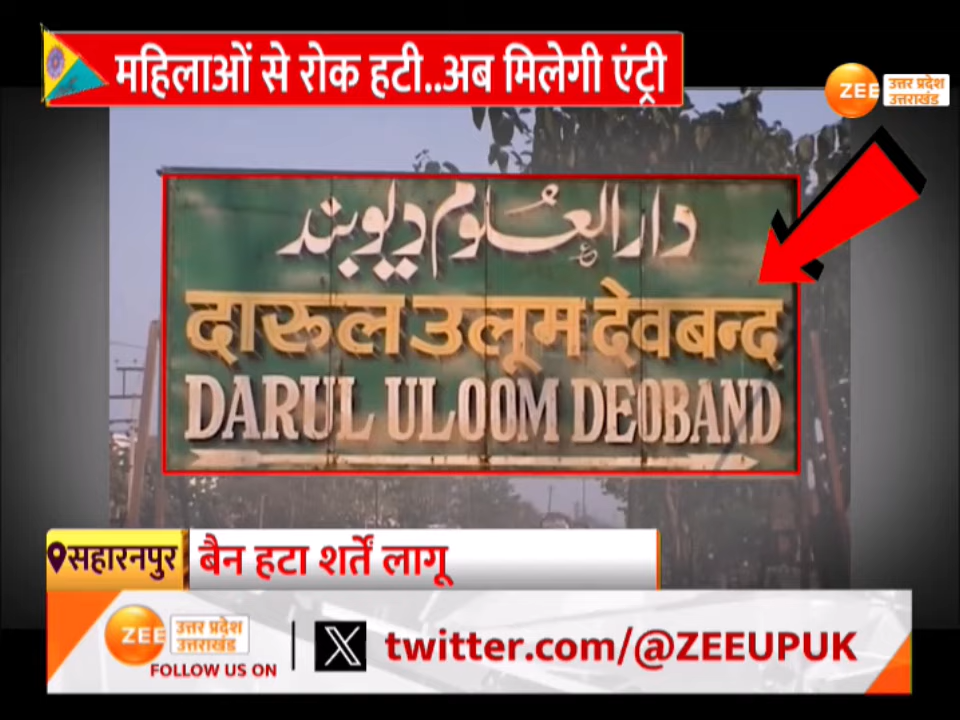 महिलाओं से रोक हटी..अब मिलेगी एंट्री
ZEE उत्तर प्रदेश उत्तराखंड
دارالعلوم دیوبند
दारुल उलूम देवबन्द
DARUL ULOOM DEOBAND
सहारनपुर
बैन हटा शर्तें लागू
ZEE उत्तर प्रदेश उत्तराखंड
FOLLOW US ON
X twitter.com/@ZEEUPUK